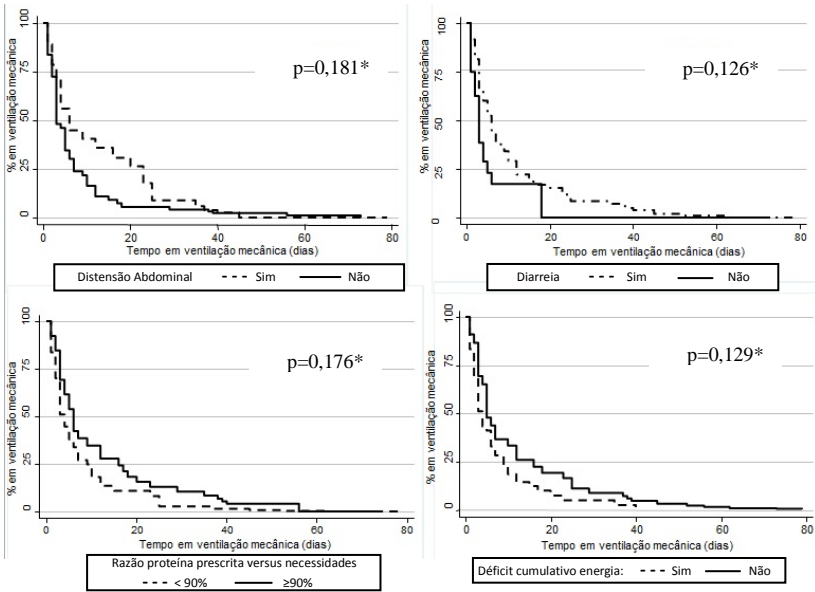 % em ventilação mecânica
100
75
50
25
0
p=0,181*
0 20 40 60 80
Tempo em ventilação mecânica (dias)
Distensão Abdominal Sim Não
% em ventilação mecânica
100
75
50
25
0
p=0,126*
0 20 40 60 80
Tempo em ventilação mecânica (dias)
Diarreia Sim Não
% em ventilação mecânica
100
75
50
25
0
p=0,176*
0 20 40 60 80
Tempo em ventilação mecânica (dias)
Razão proteína prescrita versus necessidades
< 90% ≥90%
% em ventilação mecânica
100
75
50
25
0
p=0,129*
0 20 40 60 80
Tempo em ventilação mecânica (dias)
Déficit cumulativo energia: Sim Não